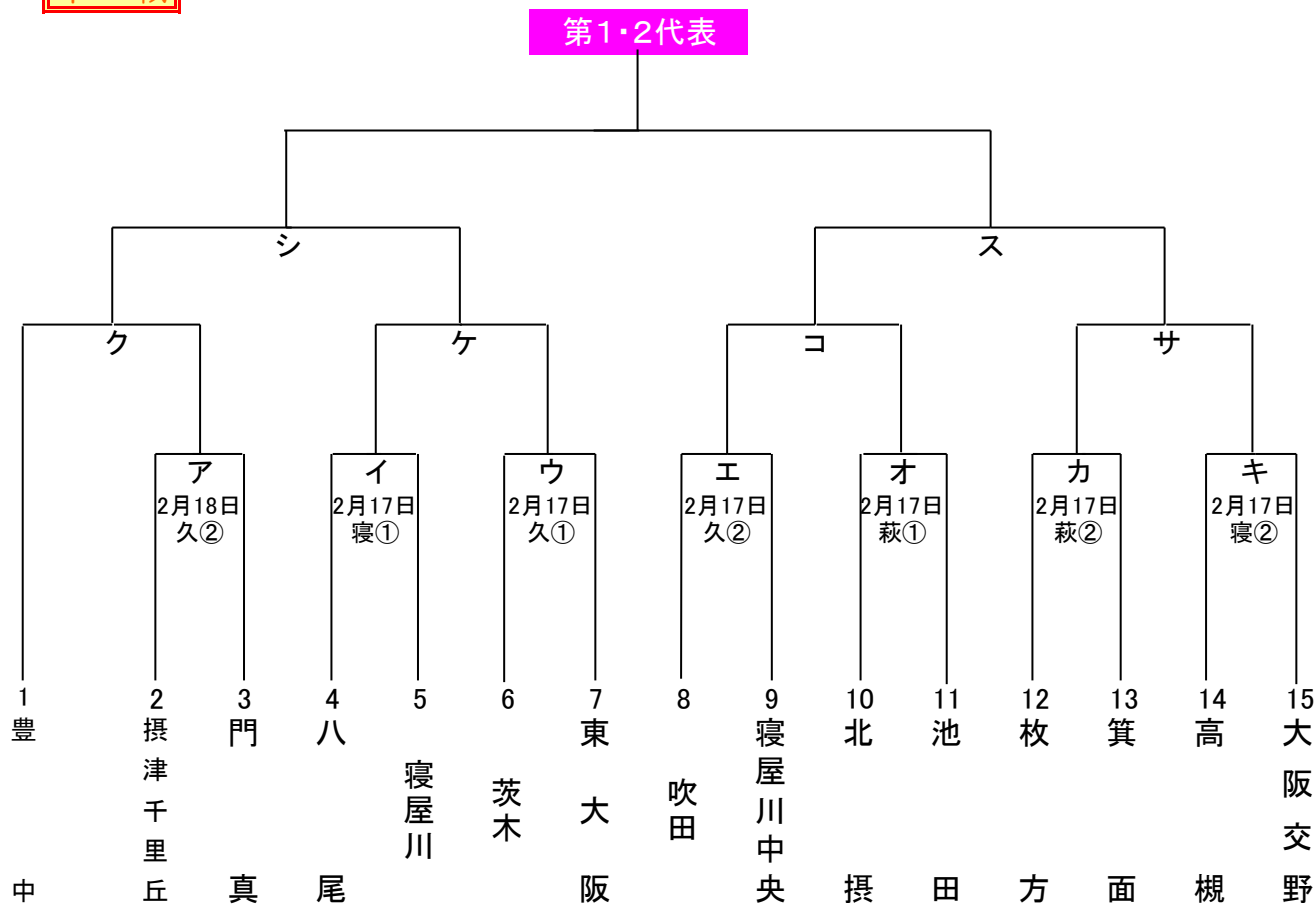 第1・2代表
シ
ス
ク
ケ
コ
サ
ア
2月18日
久②
イ
2月17日
寝①
ウ
2月17日
久①
エ
2月17日
久②
オ
2月17日
萩①
カ
2月17日
萩②
キ
2月17日
寝②
1
豊中
2
摂津千里丘
3
門真
4
八尾
5
寝屋川
6
茨木
7
東大阪
8
吹田
9
寝屋川中央
10
北摂
11
池田
12
枚方
13
箕面
14
高槻
15
大阪交野